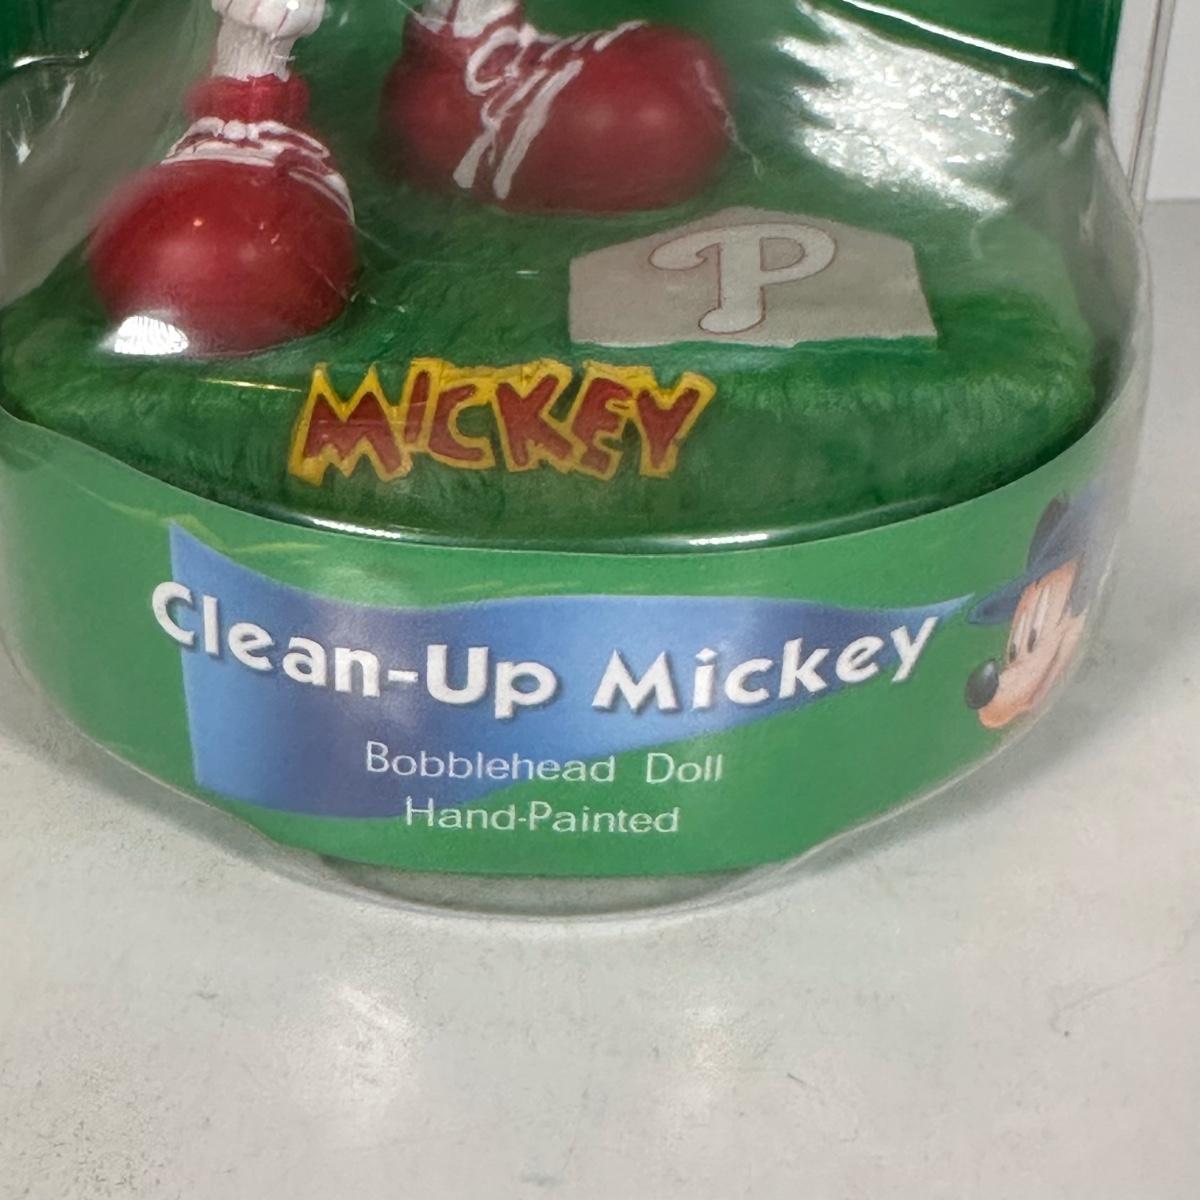 P
MICKEY
Clean-Up Mickey
Bobblehead Doll
Hand-Painted